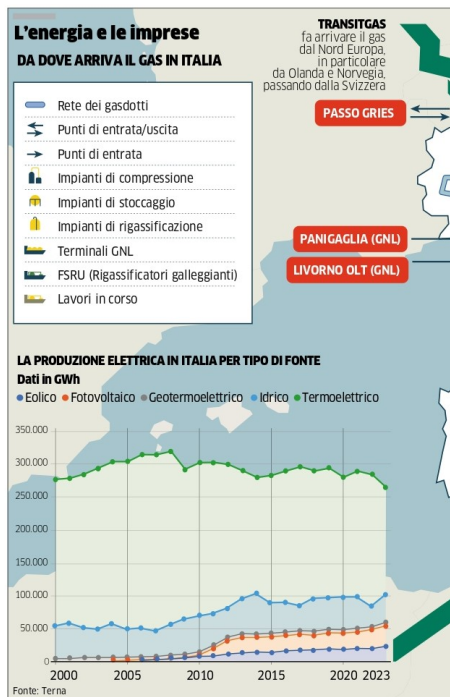 L'energia e le imprese
DA DOVE ARRIVA IL GAS IN ITALIA
Rete dei gasdotti
Punti di entrata/uscita
Punti di entrata
Impianti di compressione
Impianti di stoccaggio
Impianti di rigassificazione
Terminali GNL
FSRU (Rigassificatori galleggianti)
Lavori in corso
TRANSITGAS
fa arrivare il gas
dal Nord Europa,
in particolare
da Olanda e Norvegia,
passando dalla Svizzera
PASSO GRIES
PANIGAGLIA (GNL)
LIVORNO OLT (GNL)
LA PRODUZIONE ELETTRICA IN ITALIA PER TIPO DI FONTE
Dati in GWh
Eolico Fotovoltaico Geotermoelettrico Idrico Termoelettrico
350.000
300.000
250.000
200.000
150.000
100.000
50.000
0
2000 2005 2010 2015 2020 2023
Fonte: Terna